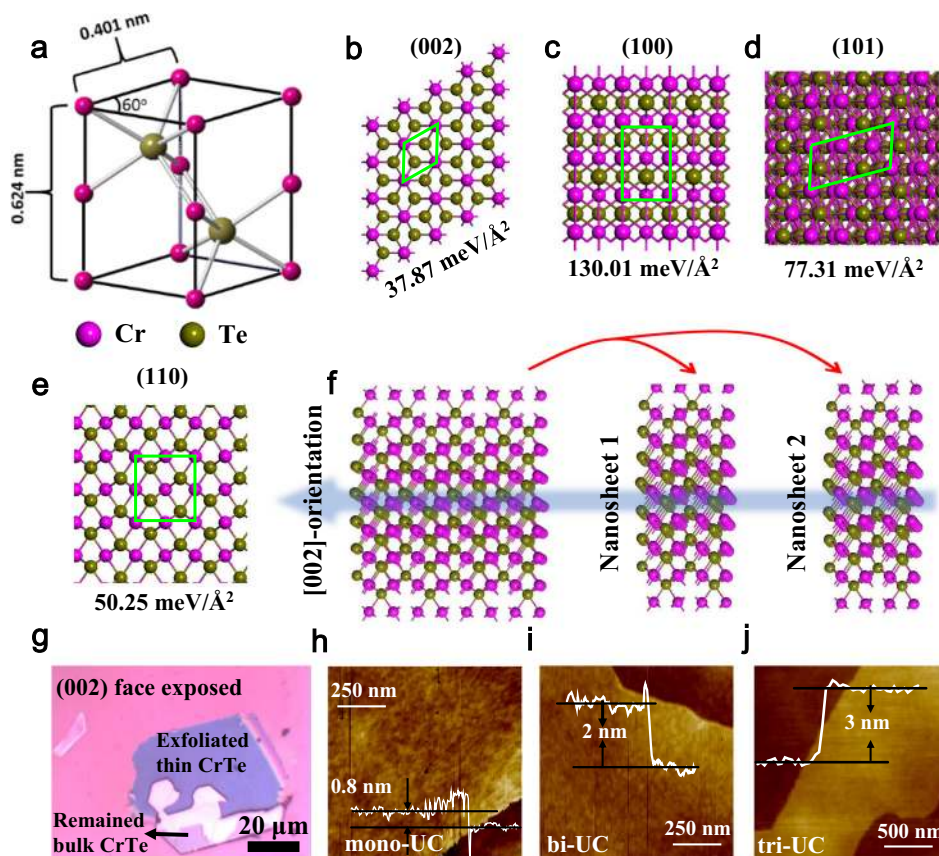 a
0.401 nm
60°
0.624 nm
Cr
Te
b
(002)
37.87 meV/Å²
c
(100)
130.01 meV/Å²
d
(101)
77.31 meV/Å²
e
(110)
50.25 meV/Å²
f
[002]-orientation
Nanosheet 1
Nanosheet 2
g
(002) face exposed
Exfoliated
thin CrTe
Remained
bulk CrTe
20 μm
h
250 nm
0.8 nm
mono-UC
i
2 nm
bi-UC
250 nm
j
3 nm
tri-UC
500 nm